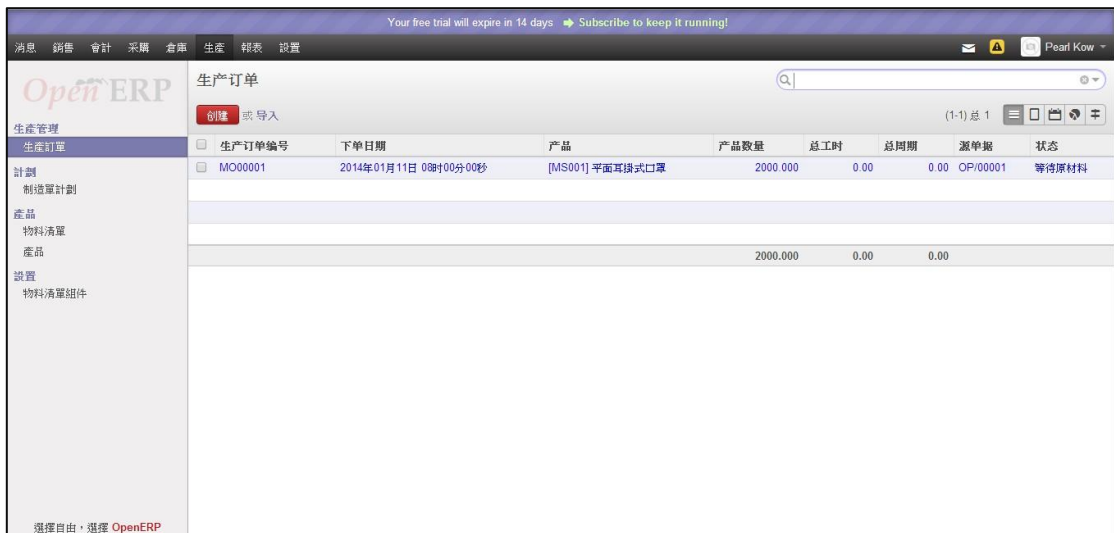 Your free trial will expire in 14 days Subscribe to keep it running!
消息 銷售 會計 采購 倉庫 生產 報表 設置 Pearl Kow
OpenERP
生產管理
生產訂單
計劃
制造單計劃
產品
物料清單
產品
設置
物料清單組件
選擇自由，選擇 OpenERP
生产订单
创建 或 导入 (1-1) 总 1
生产订单编号 下单日期 产品 产品数量 总工时 总周期 源单据 状态
MO00001 2014年01月11日 08时00分00秒 [MS001] 平面耳掛式口罩 2000.000 0.00 0.00 OP/00001 等待原材料
2000.000 0.00 0.00